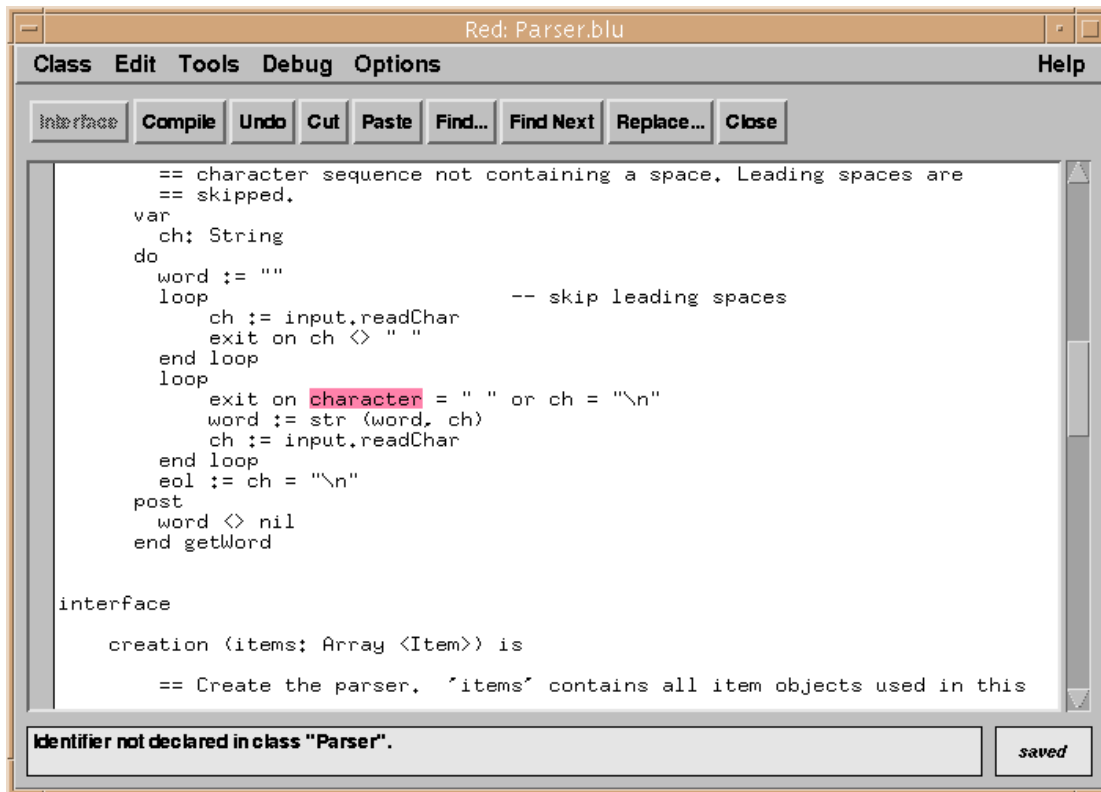 Red: Parser.blu
Class Edit Tools Debug Options Help
Interface Compile Undo Cut Paste Find... Find Next Replace... Close
== character sequence not containing a space. Leading spaces are
== skipped.
var
ch: String
do
word := ""
loop -- skip leading spaces
ch := input.readChar
exit on ch <> " "
end loop
loop
exit on character = " " or ch = "\n"
word := str (word, ch)
ch := input.readChar
end loop
eol := ch = "\n"
post
word <> nil
end getWord
interface
creation (items: Array <Item>) is
== Create the parser. ´items´ contains all item objects used in this
Identifier not declared in class "Parser".
saved